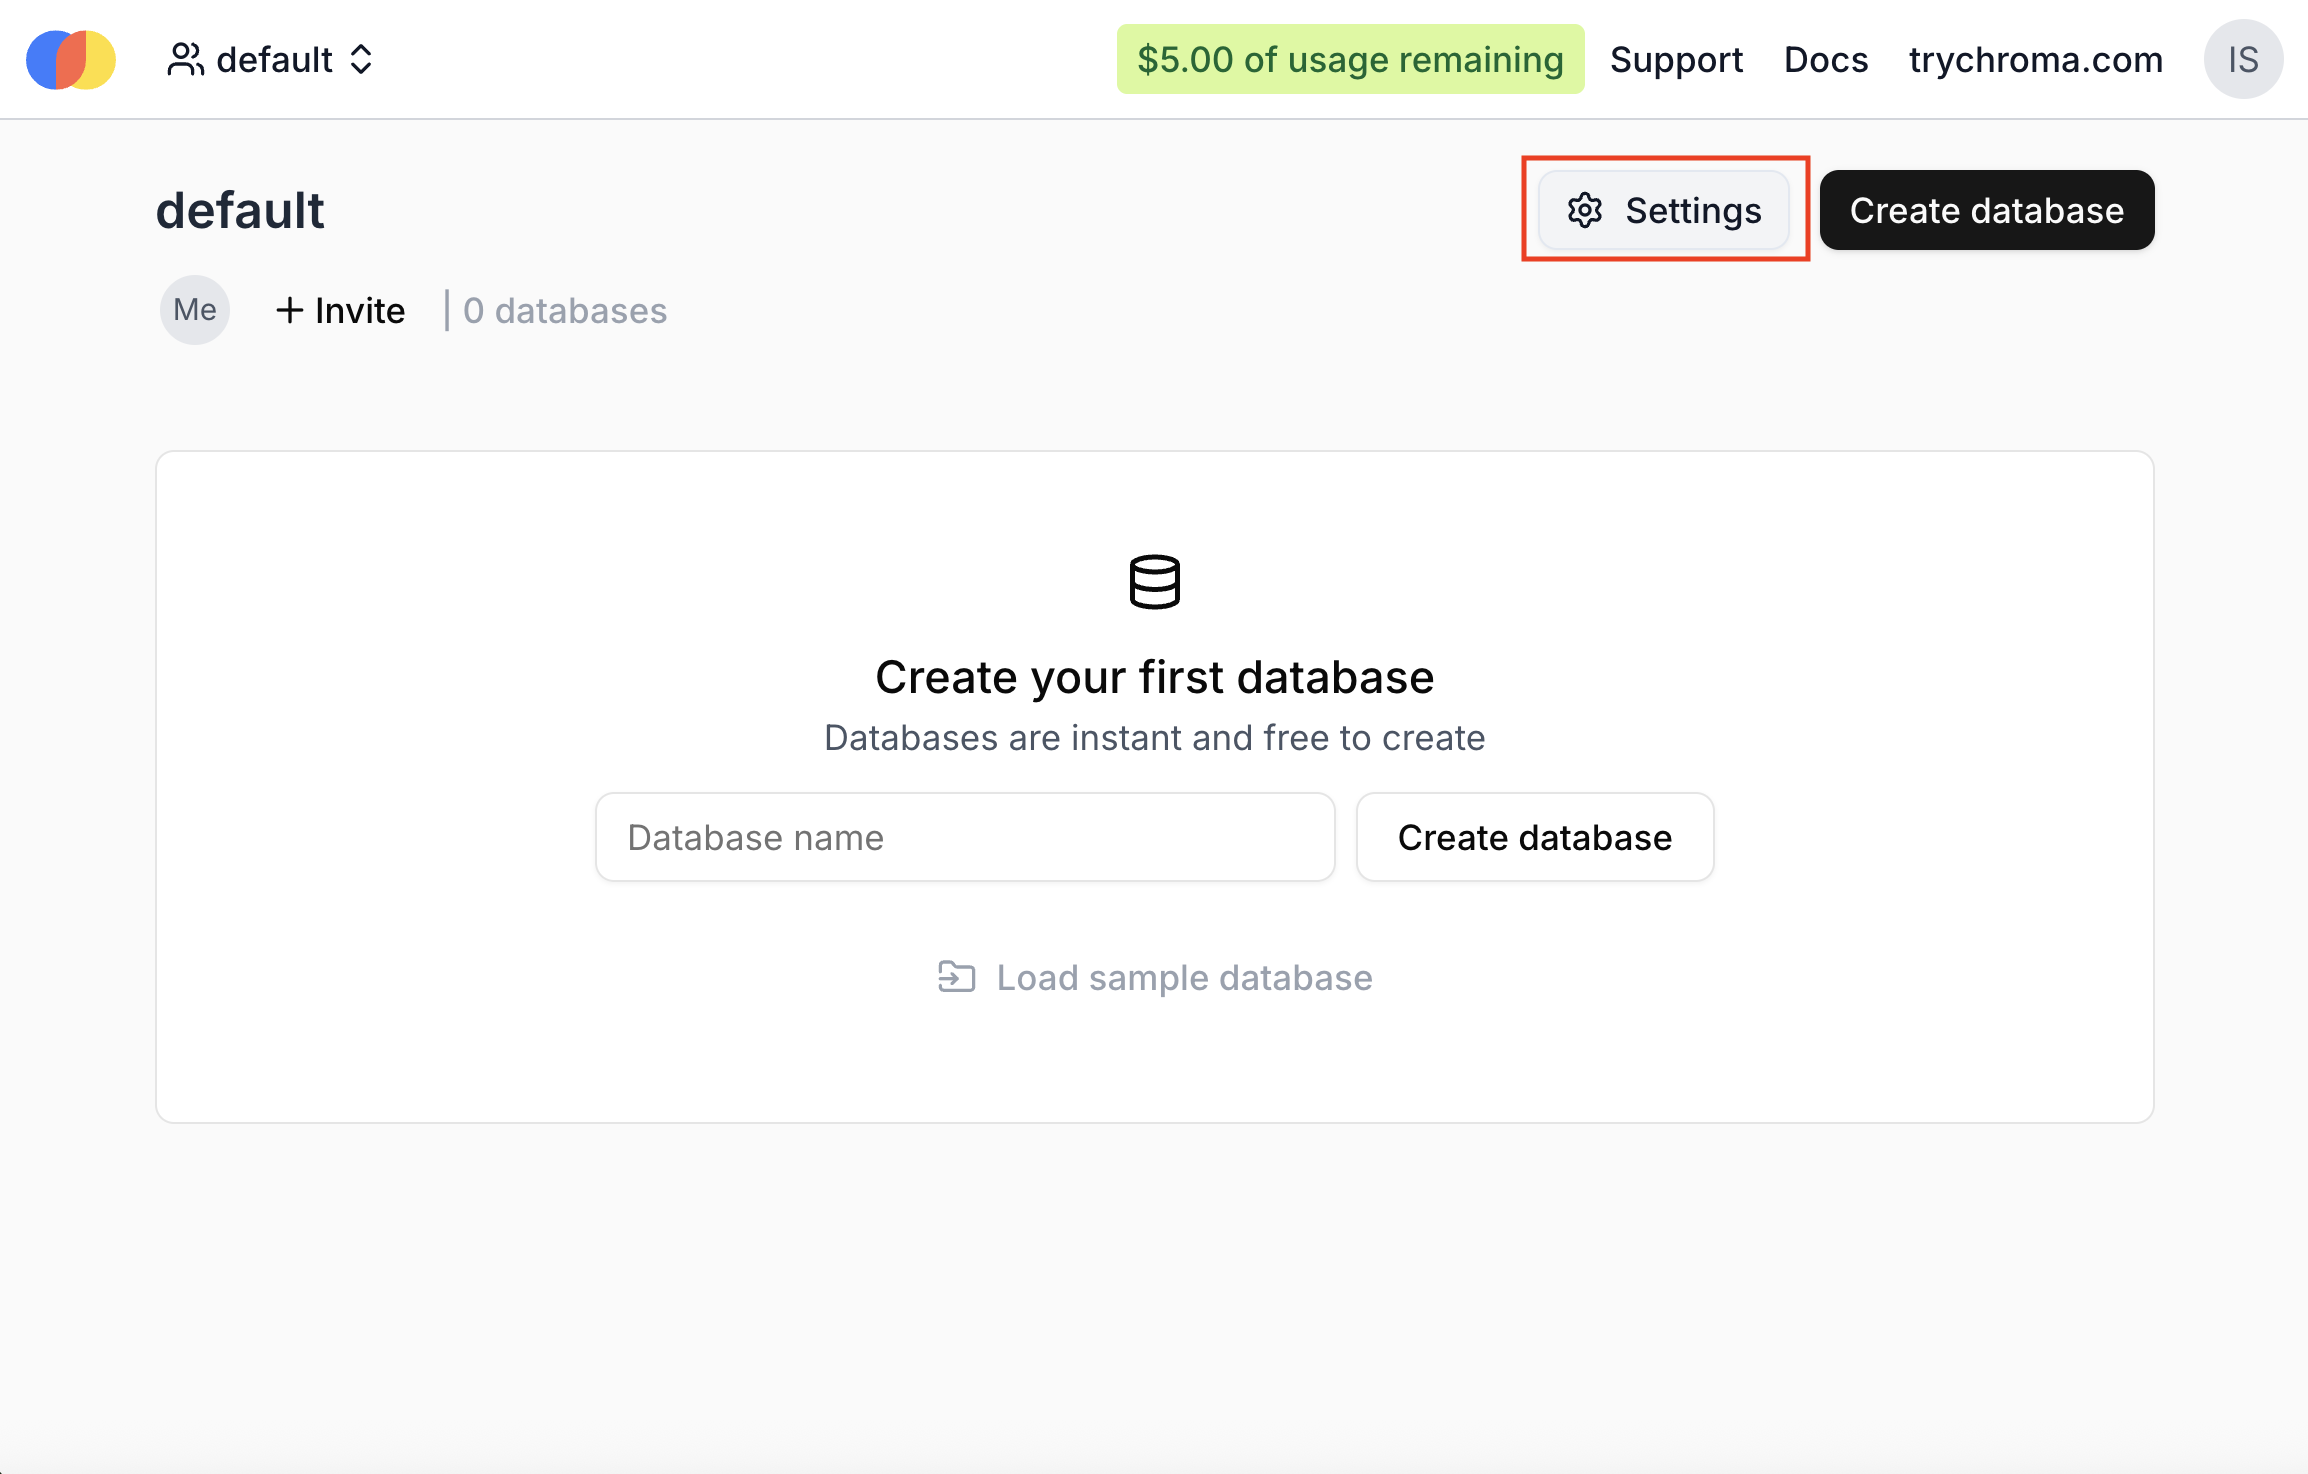 default
$5.00 of usage remaining
Support
Docs
trychroma.com
IS
default
Settings
Create database
Me
+ Invite
0 databases
Create your first database
Databases are instant and free to create
Database name
Create database
Load sample database